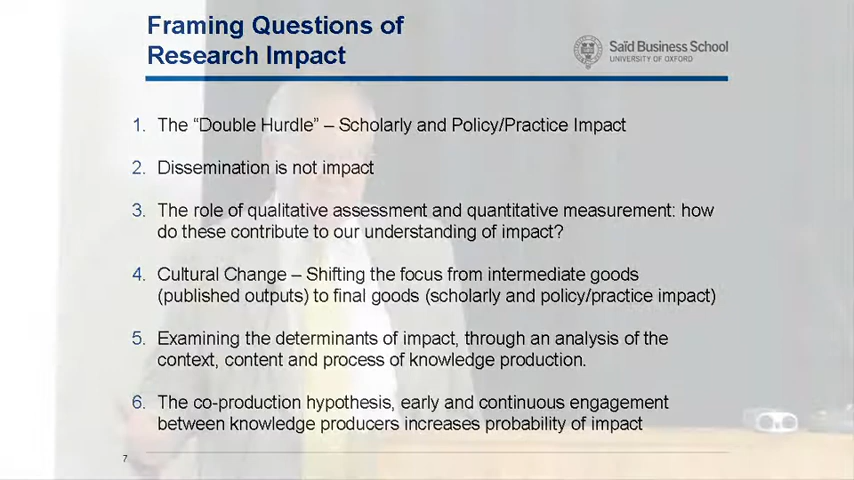 Framing Questions of
Research Impact
Saïd Business School
UNIVERSITY OF OXFORD
1. The “Double Hurdle” – Scholarly and Policy/Practice Impact
2. Dissemination is not impact
3. The role of qualitative assessment and quantitative measurement: how
do these contribute to our understanding of impact?
4. Cultural Change – Shifting the focus from intermediate goods
(published outputs) to final goods (scholarly and policy/practice impact)
5. Examining the determinants of impact, through an analysis of the
context, content and process of knowledge production.
6. The co-production hypothesis, early and continuous engagement
between knowledge producers increases probability of impact
7